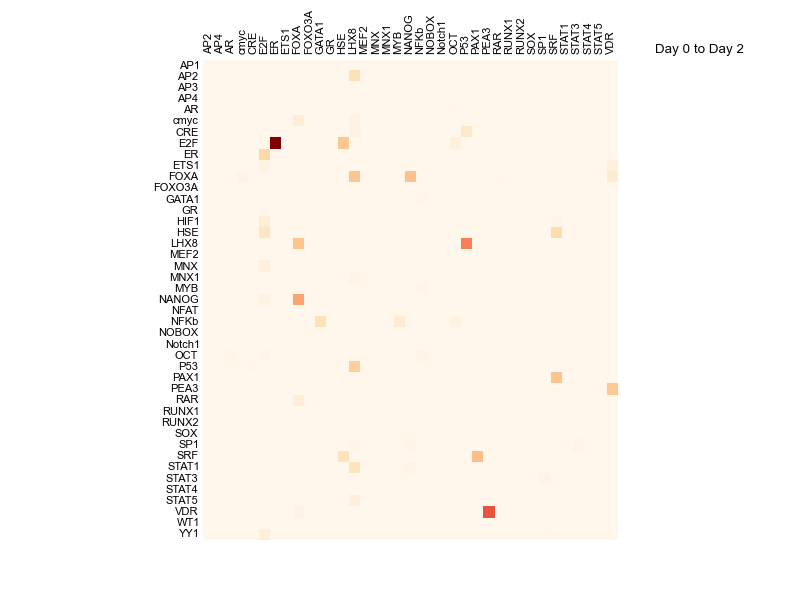 AP2
AP4
AR
cmyc
CRE
E2F
ER
ETS1
FOXA
FOXO3A
GATA1
GR
HSE
LHX8
MEF2
MNX
MNX1
MYB
NANOG
NFKb
NOBOX
Notch1
OCT
P53
PAX1
PEA3
RAR
RUNX1
RUNX2
SOX
SP1
SRF
STAT1
STAT3
STAT4
STAT5
VDR
Day 0 to Day 2
AP1
AP2
AP3
AP4
AR
cmyc
CRE
E2F
ER
ETS1
FOXA
FOXO3A
GATA1
GR
HIF1
HSE
LHX8
MEF2
MNX
MNX1
MYB
NANOG
NFAT
NFKb
NOBOX
Notch1
OCT
P53
PAX1
PEA3
RAR
RUNX1
RUNX2
SOX
SP1
SRF
STAT1
STAT3
STAT4
STAT5
VDR
WT1
YY1